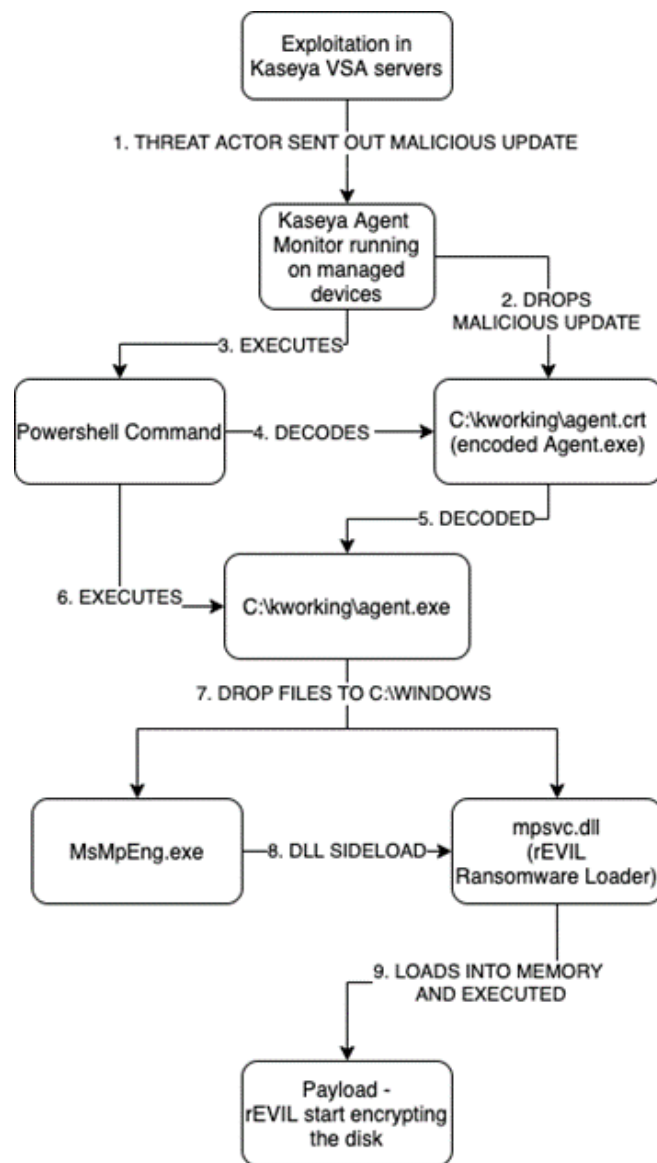 Exploitation in
Kaseya VSA servers
1. THREAT ACTOR SENT OUT MALICIOUS UPDATE
Kaseya Agent
Monitor running
on managed
devices
2. DROPS
MALICIOUS UPDATE
3. EXECUTES
Powershell Command
4. DECODES
C:\kworking\agent.crt
(encoded Agent.exe)
5. DECODED
6. EXECUTES
C:\kworking\agent.exe
7. DROP FILES TO C:\WINDOWS
MsMpEng.exe
8. DLL SIDELOAD
mpsvc.dll
(rEVIL
Ransomware Loader)
9. LOADS INTO MEMORY
AND EXECUTED
Payload -
rEVIL start encrypting
the disk